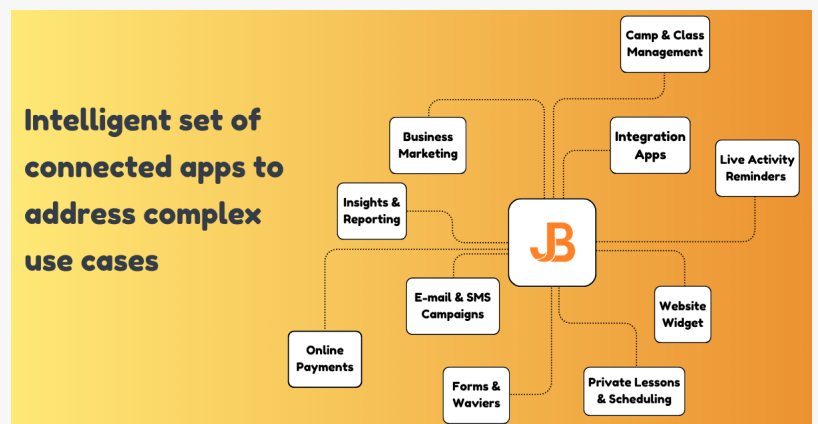 Intelligent set of
connected apps to
address complex
use cases
Camp & Class
Management
Business
Marketing
Integration
Apps
Live Activity
Reminders
Insights &
Reporting
JB
E-mail & SMS
Campaigns
Website
Widget
Online
Payments
Forms &
Waviers
Private Lessons
& Scheduling